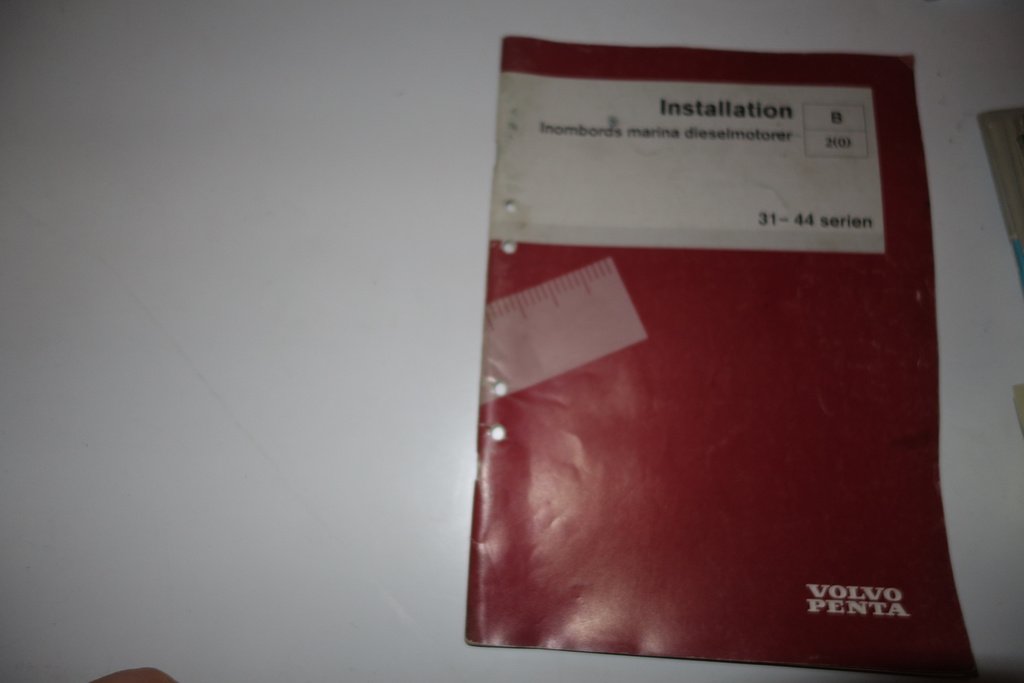 Installation
B
Inombords marina dieselmotorer
2(0)
31– 44 serien
VOLVO
PENTA